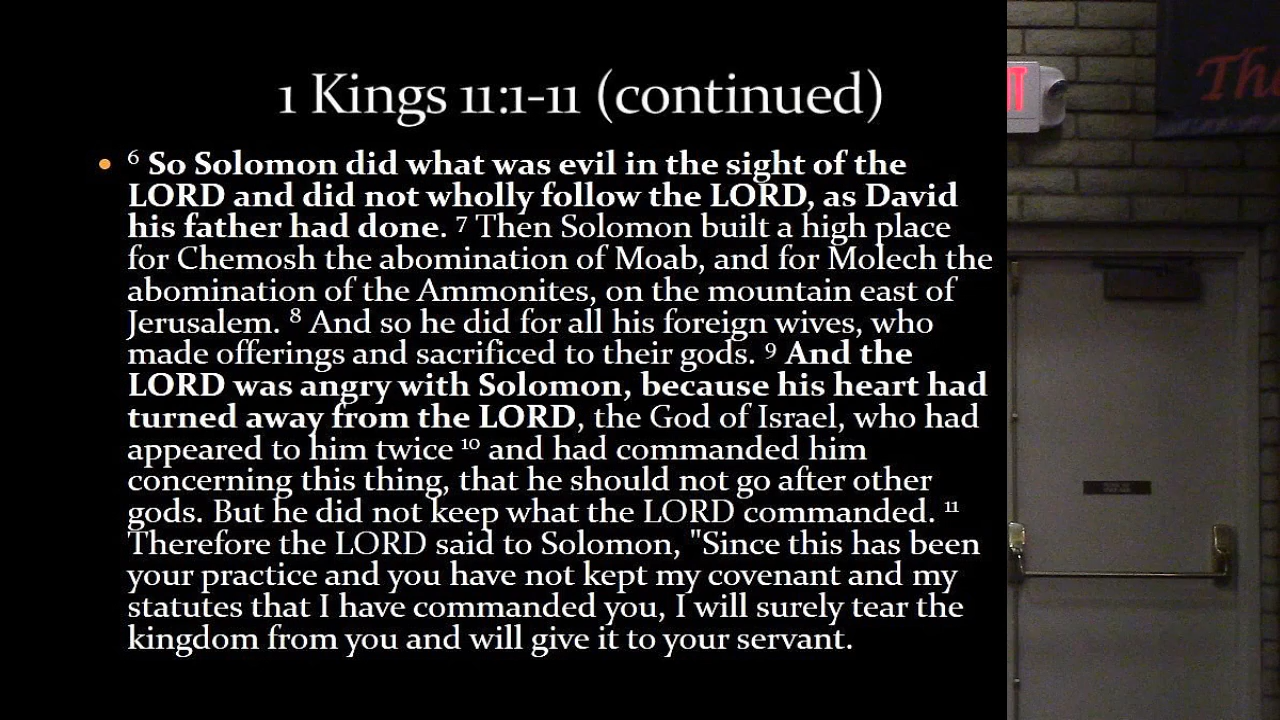 1 Kings 11:1-11 (continued)
• ⁶ So Solomon did what was evil in the sight of the
LORD and did not wholly follow the LORD, as David
his father had done. ⁷ Then Solomon built a high place
for Chemosh the abomination of Moab, and for Molech the
abomination of the Ammonites, on the mountain east of
Jerusalem. ⁸ And so he did for all his foreign wives, who
made offerings and sacrificed to their gods. ⁹ And the
LORD was angry with Solomon, because his heart had
turned away from the LORD, the God of Israel, who had
appeared to him twice ¹⁰ and had commanded him
concerning this thing, that he should not go after other
gods. But he did not keep what the LORD commanded. ¹¹
Therefore the LORD said to Solomon, "Since this has been
your practice and you have not kept my covenant and my
statutes that I have commanded you, I will surely tear the
kingdom from you and will give it to your servant.
The